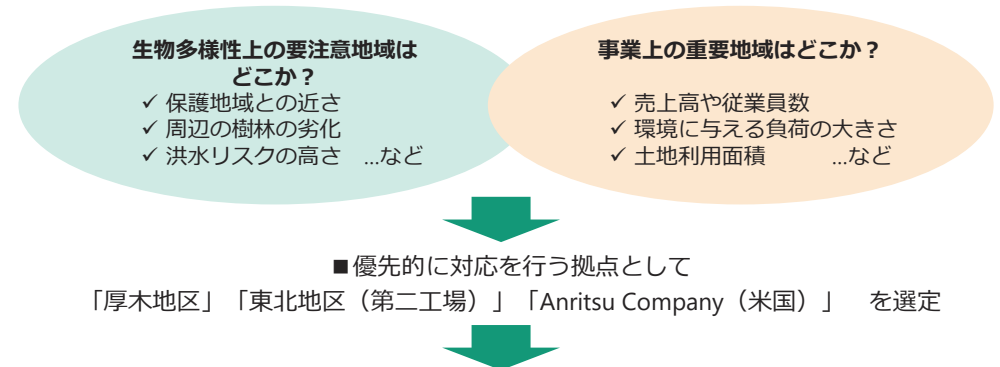 生物多様性上の要注意地域は
どこか？
✓ 保護地域との近さ
✓ 周辺の樹林の劣化
✓ 洪水リスクの高さ　…など
事業上の重要地域はどこか？
✓ 売上高や従業員数
✓ 環境に与える負荷の大きさ
✓ 土地利用面積　　　…など
■優先的に対応を行う拠点として
「厚木地区」「東北地区（第二工場）」「Anritsu Company（米国）」　を選定